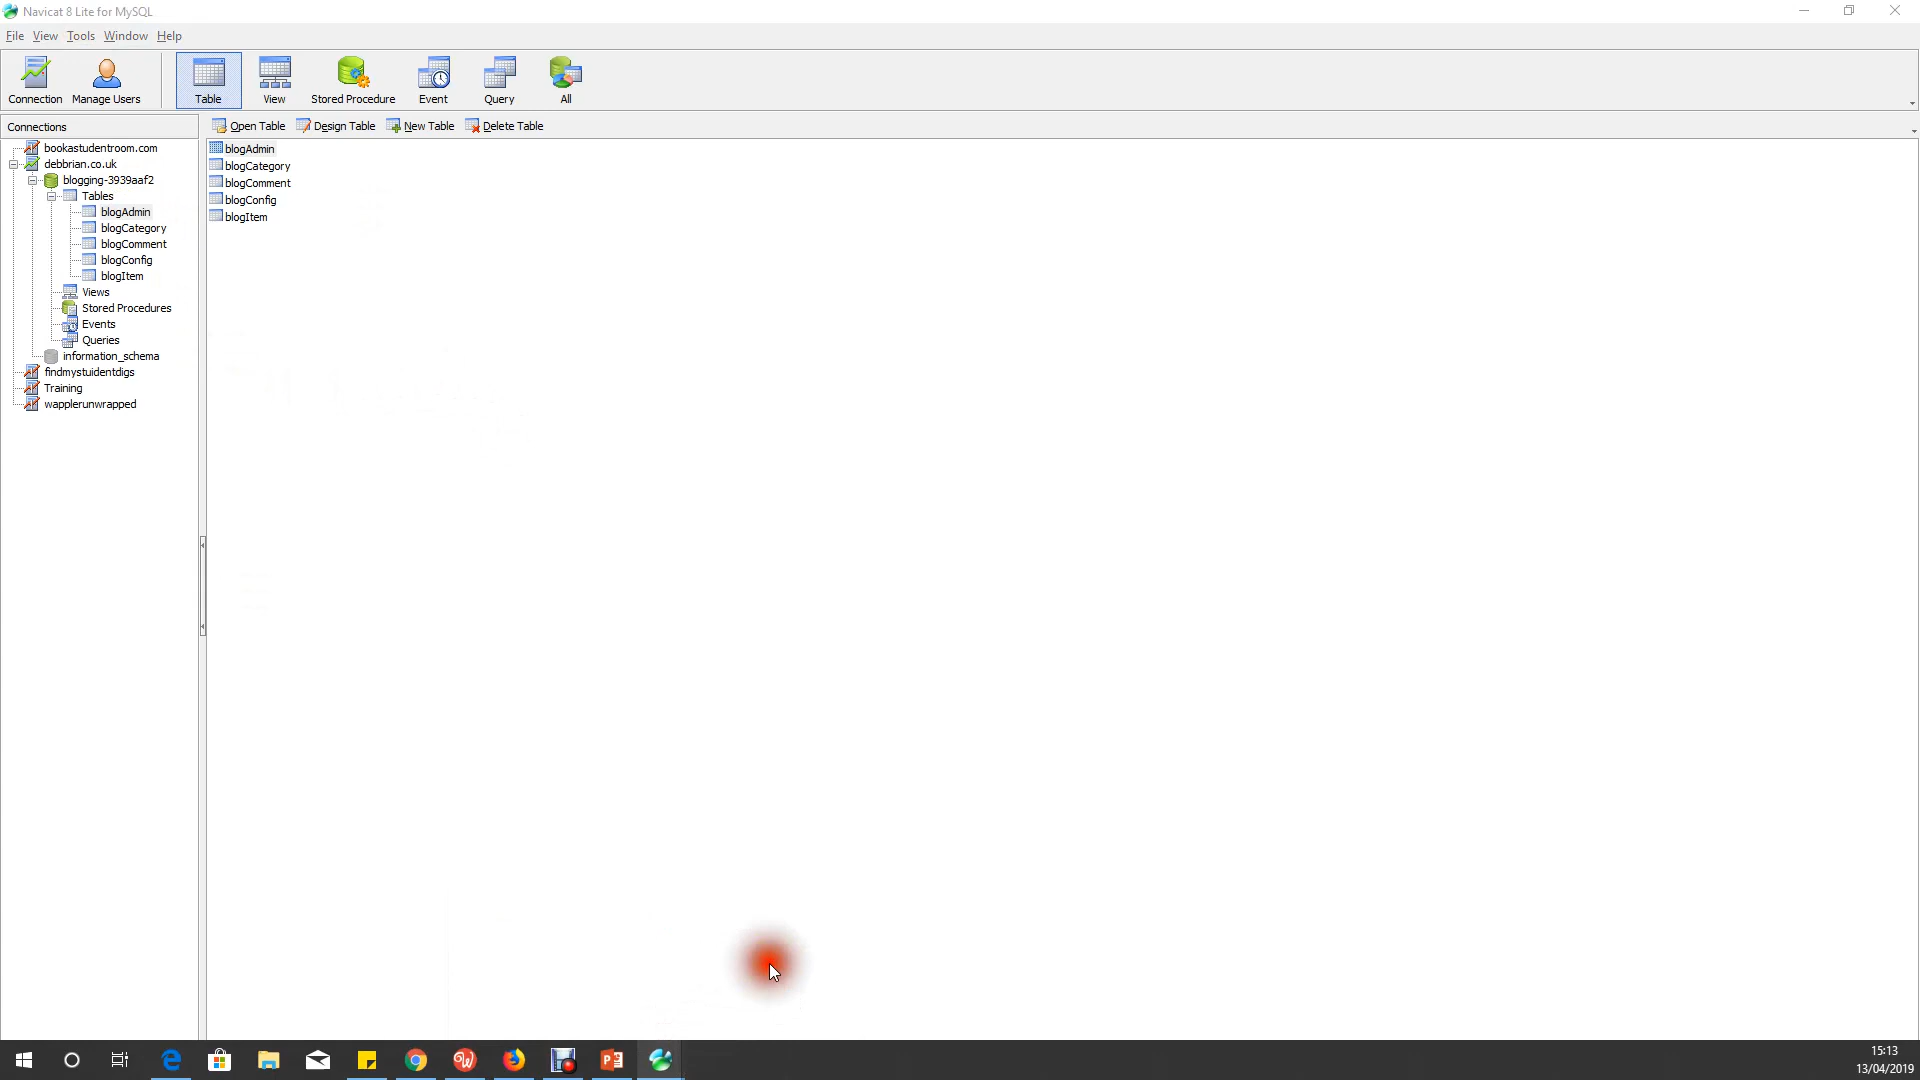 Navicat 8 Lite for MySQL
File View Tools Window Help
Connection Manage Users Table View Stored Procedure Event Query All
Connections
Open Table Design Table New Table Delete Table
bookastudentroom.com
debbrian.co.uk
blogging-3939aaf2
Tables
blogAdmin
blogCategory
blogComment
blogConfig
blogItem
Views
Stored Procedures
Events
Queries
information_schema
findmystuidentdigs
Training
wapplerunwrapped
blogAdmin
blogCategory
blogComment
blogConfig
blogItem
15:13
13/04/2019